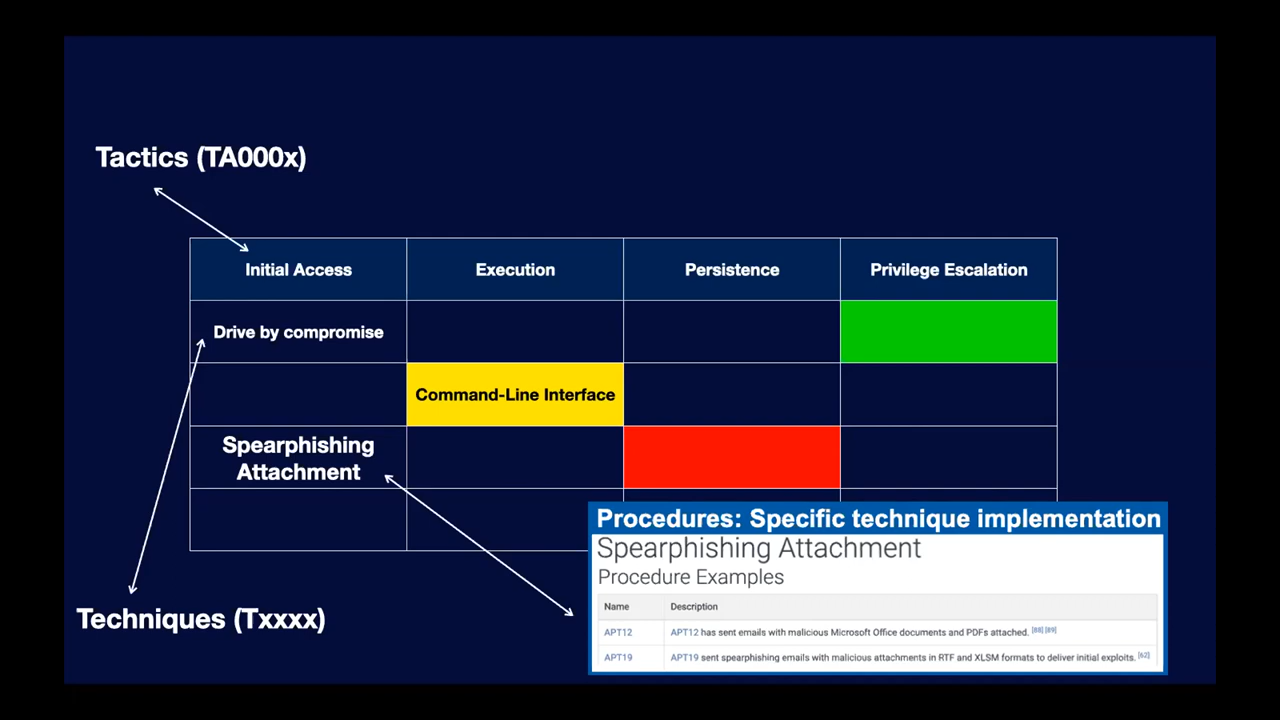 Tactics (TA000x)
Initial Access
Execution
Persistence
Privilege Escalation
Drive by compromise
Command-Line Interface
Spearphishing
Attachment
Techniques (Txxxx)
Procedures: Specific technique implementation
Spearphishing Attachment
Procedure Examples
Name Description
APT12 APT12 has sent emails with malicious Microsoft Office documents and PDFs attached. [88] [89]
APT19 APT19 sent spearphishing emails with malicious attachments in RTF and XLSM formats to deliver initial exploits. [62]